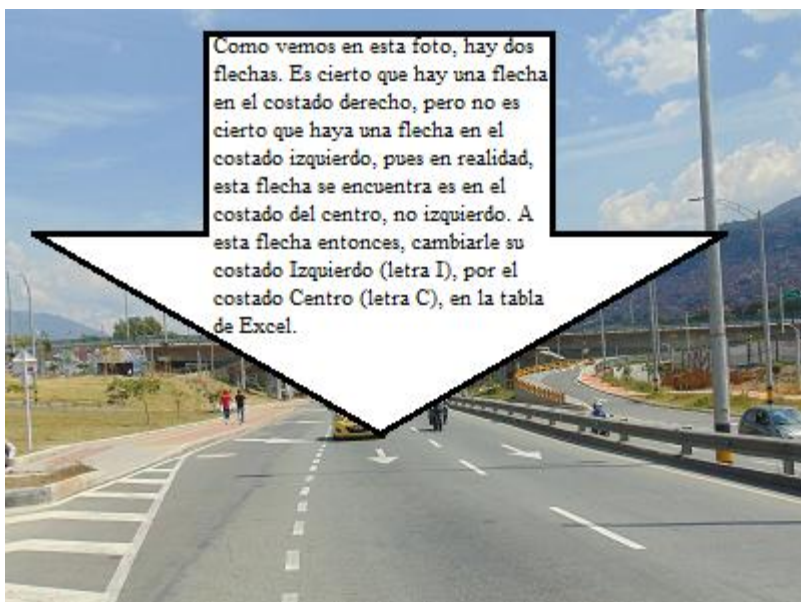 Como vemos en esta foto, hay dos
flechas. Es cierto que hay una flecha
en el costado derecho, pero no es
cierto que haya una flecha en el
costado izquierdo, pues en realidad,
esta flecha se encuentra es en el
costado del centro, no izquierdo. A
esta flecha entonces, cambiarle su
costado Izquierdo (letra I), por el
costado Centro (letra C), en la tabla
de Excel.